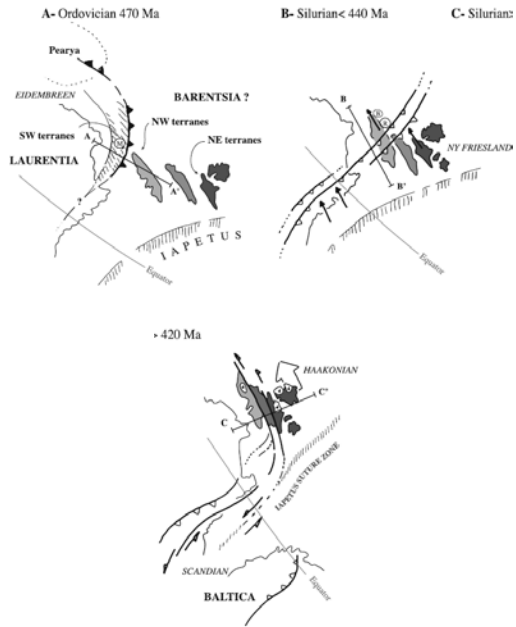 A- Ordovician 470 Ma
B- Silurian< 440 Ma
C- Silurian>
Pearya
EIDEMBREEN
BARENTSIA ?
NW terranes
SW terranes
A
NE terranes
LAURENTIA
A'
?
IAPETUS
Equator
B
NY FRIESLAND
B'
Equator
420 Ma
HAAKONIAN
C'
C
IAPETUS SUTURE ZONE
SCANDIAN
Equator
BALTICA